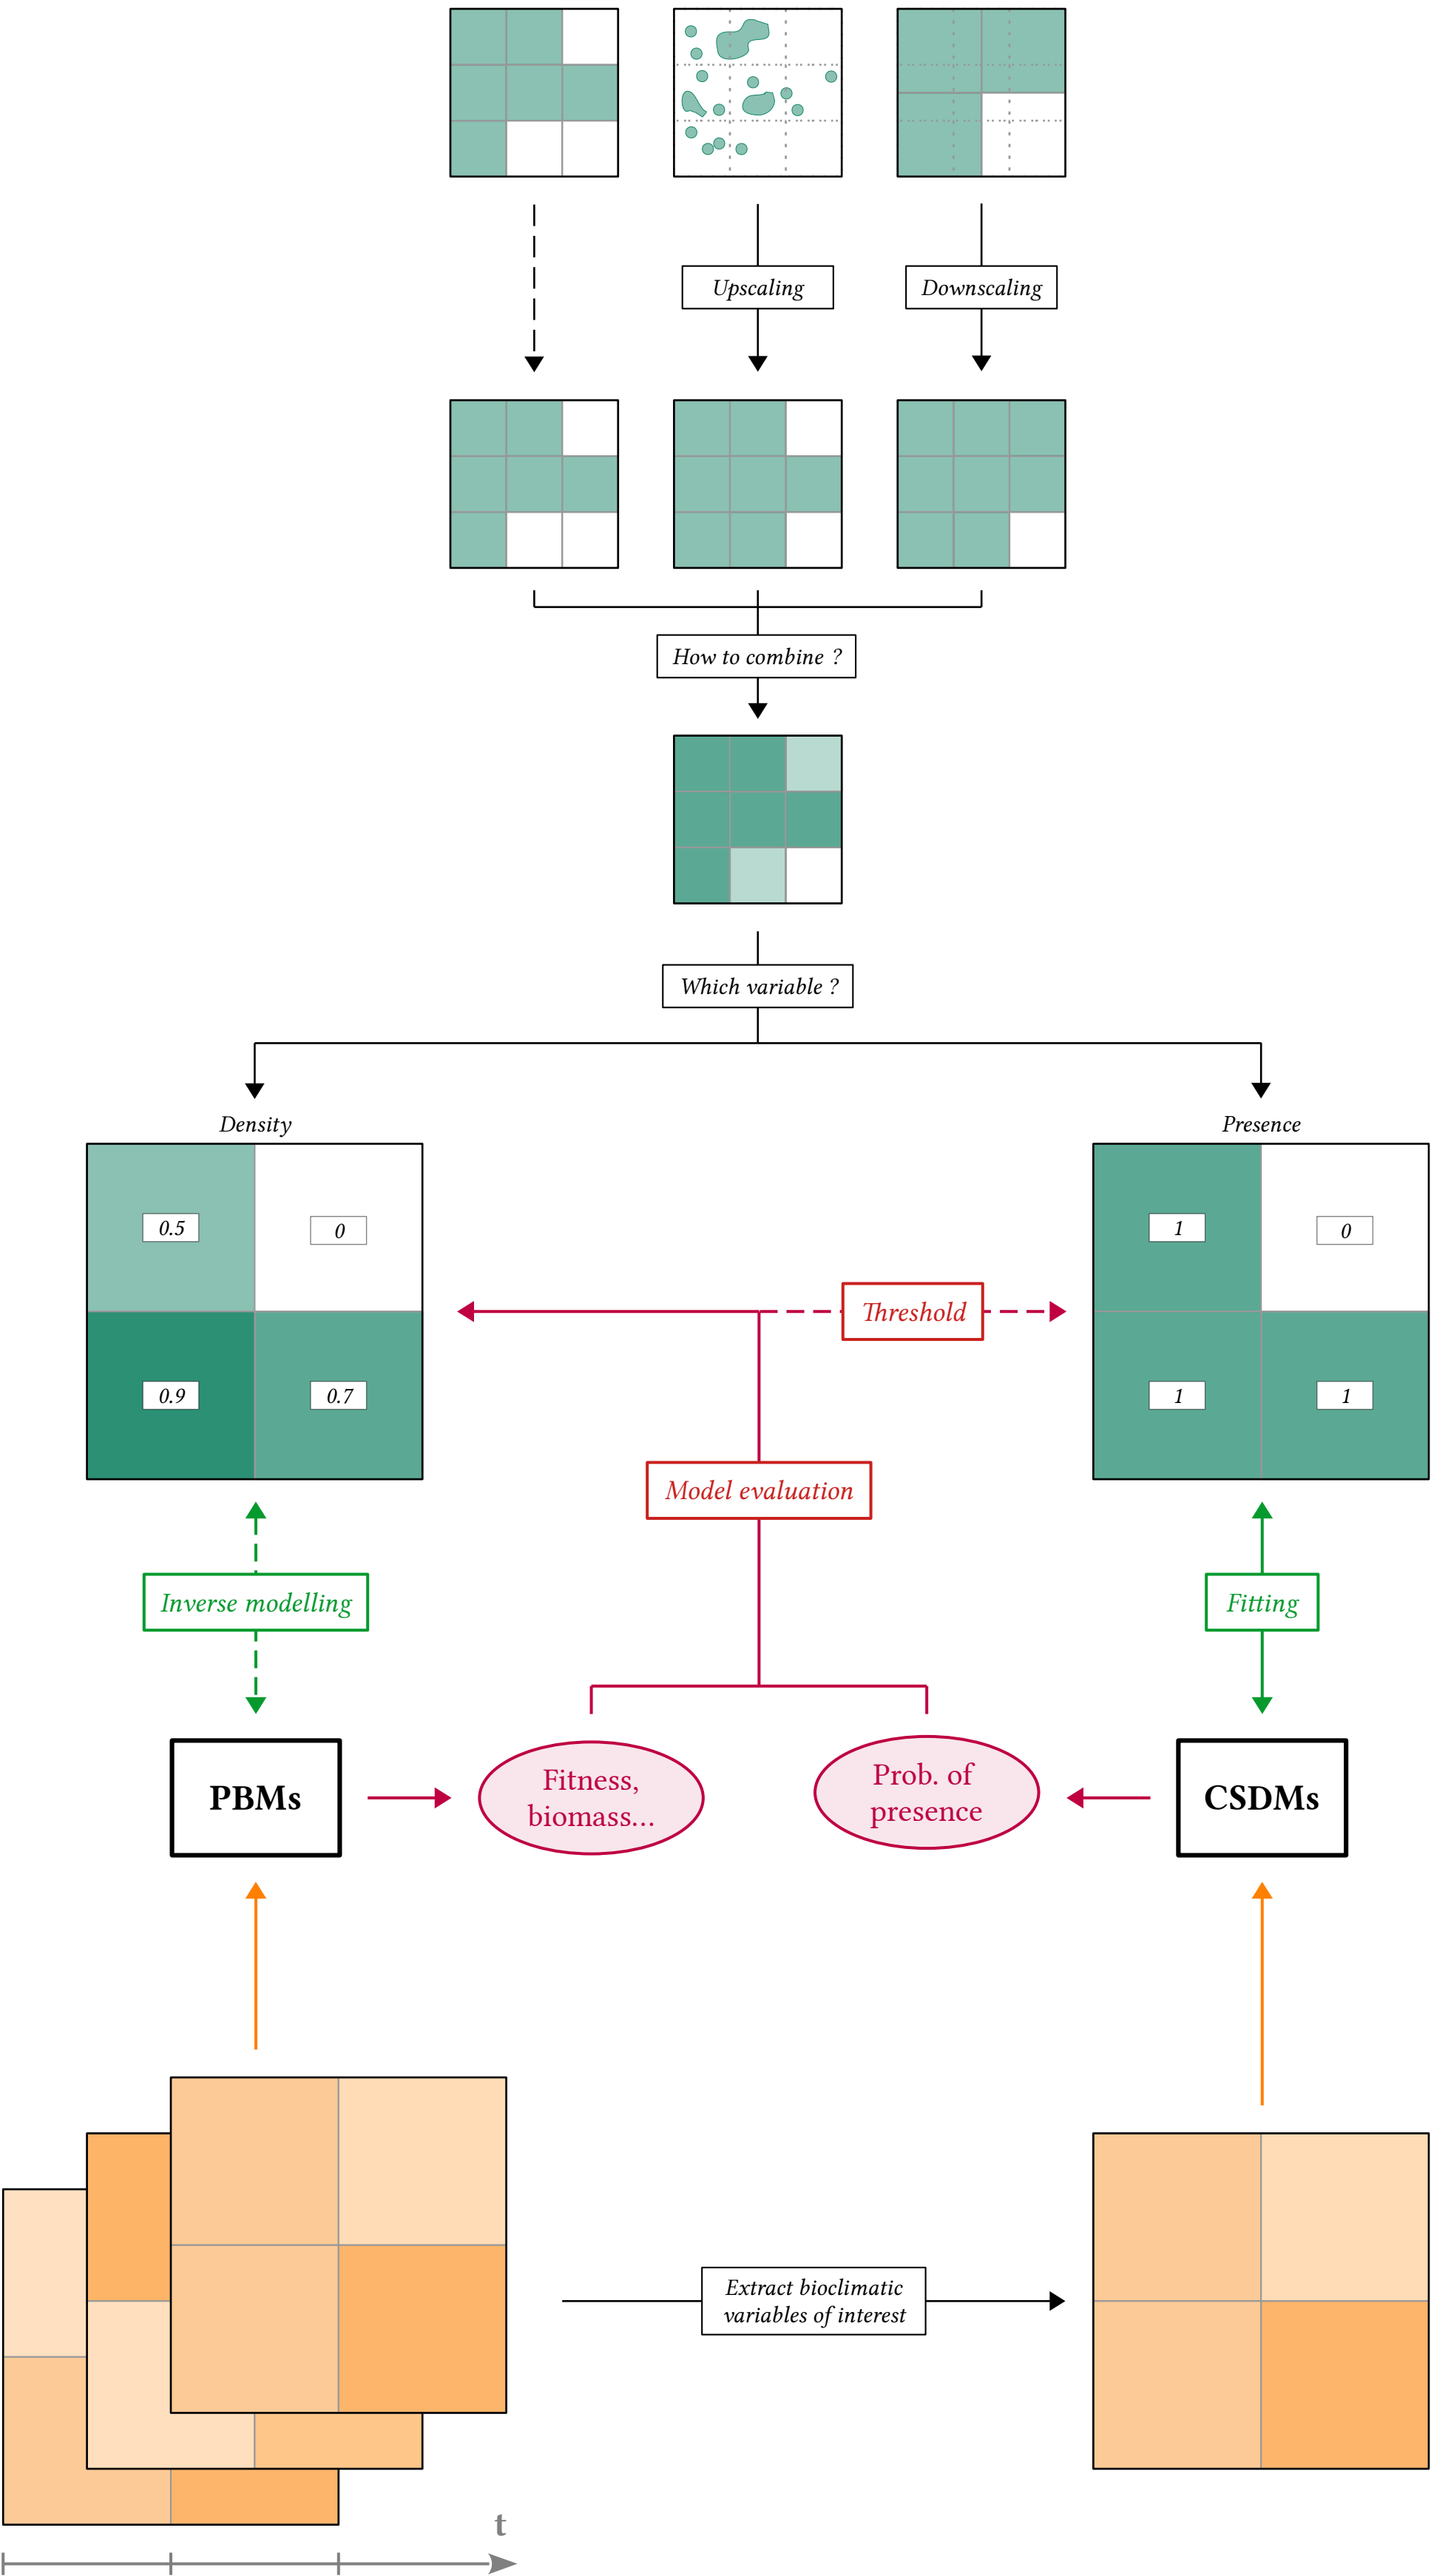 Upscaling
Downscaling
How to combine ?
Which variable ?
Density
Presence
0.5
0
1
0
Threshold
0.9
0.7
1
1
Model evaluation
Inverse modelling
Fitting
PBMs
Fitness,
biomass...
Prob. of
presence
CSDMs
Extract bioclimatic
variables of interest
t